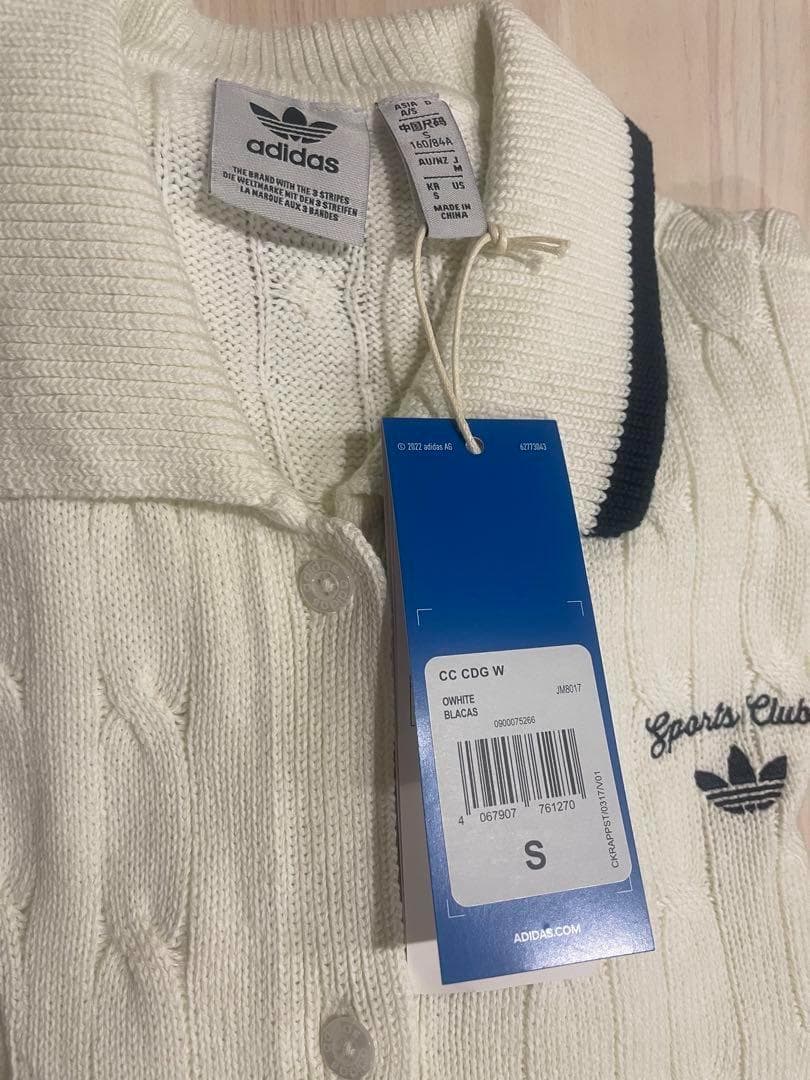 adidas
THE BRAND WITH THE 3 STRIPES
DIE WELTMARKE MIT DEN 3 STREIFEN
LA MARQUE AUX 3 BANDES
ASIA D
A/S
中国尺码
S
160/84A
AU/NZ J
M
KR US
S
MADE IN
CHINA
© 2022 adidas AG 62773043
CC CDG W
OWHITE JM8017
BLACAS
0900075266
4 067907 761270
S
CKRAPPST/0317/V01
ADIDAS.COM
Sports Club